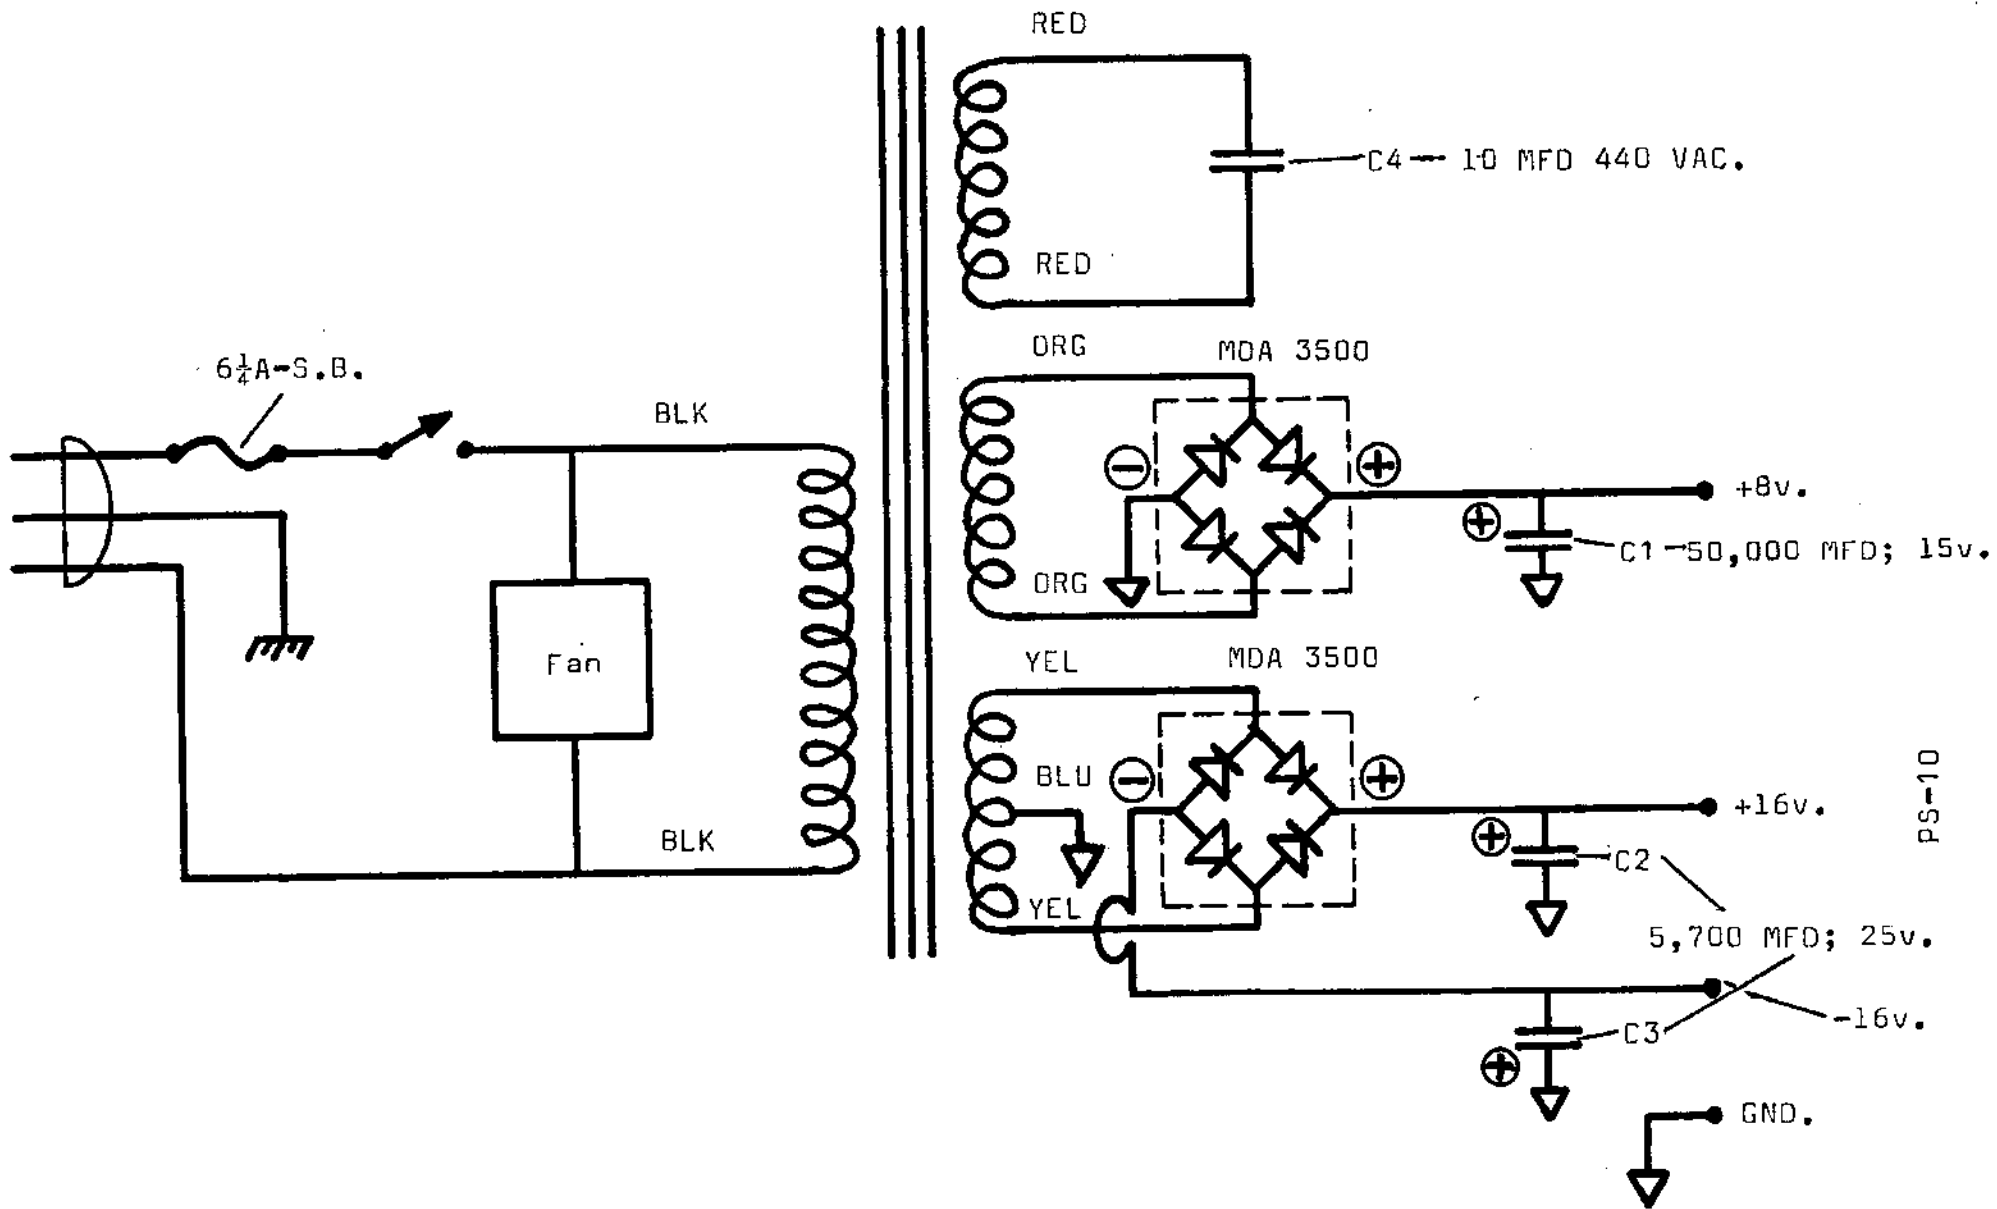 RED
C4 — 10 MFD 440 VAC.
RED
ORG
MDA 3500
6¼A-S.B.
BLK
+8v.
C1 — 50,000 MFD; 15v.
ORG
Fan
YEL
MDA 3500
BLU
+16v.
PS-10
BLK
C2
YEL
5,700 MFD; 25v.
-16v.
C3
GND.